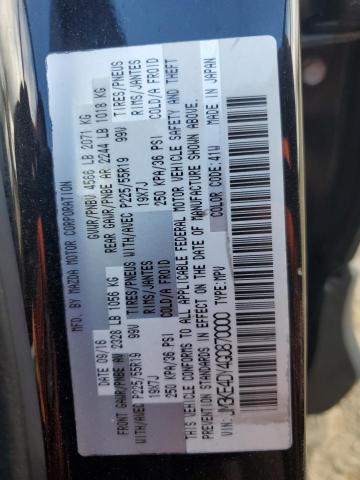 MFD BY: MAZDA MOTOR CORPORATION
DATE: 09/16 GVWR/PNBV 4566 LB 2071 KG
FRONT GAWR/PNBE AV 2328 LB 1056 KG REAR GAWR/PNBE AR 2244 LB 1018 KG
WITH/AVEC P225/55R19 99V TIRES/PNEUS WITH/AVEC P225/55R19 99V TIRES/PNEUS
19X7J RIMS/JANTES 19X7J RIMS/JANTES
250 KPA/36 PSI COLD/A FROID 250 KPA/36 PSI COLD/A FROID
THIS VEHICLE CONFORMS TO ALL APPLICABLE FEDERAL MOTOR VEHICLE SAFETY AND THEFT
PREVENTION STANDARDS IN EFFECT ON THE DATE OF MANUFACTURE SHOWN ABOVE.
MADE IN JAPAN
VIN: JM3KE4DY4G0870000 TYPE: MPV COLOR CODE: 41W